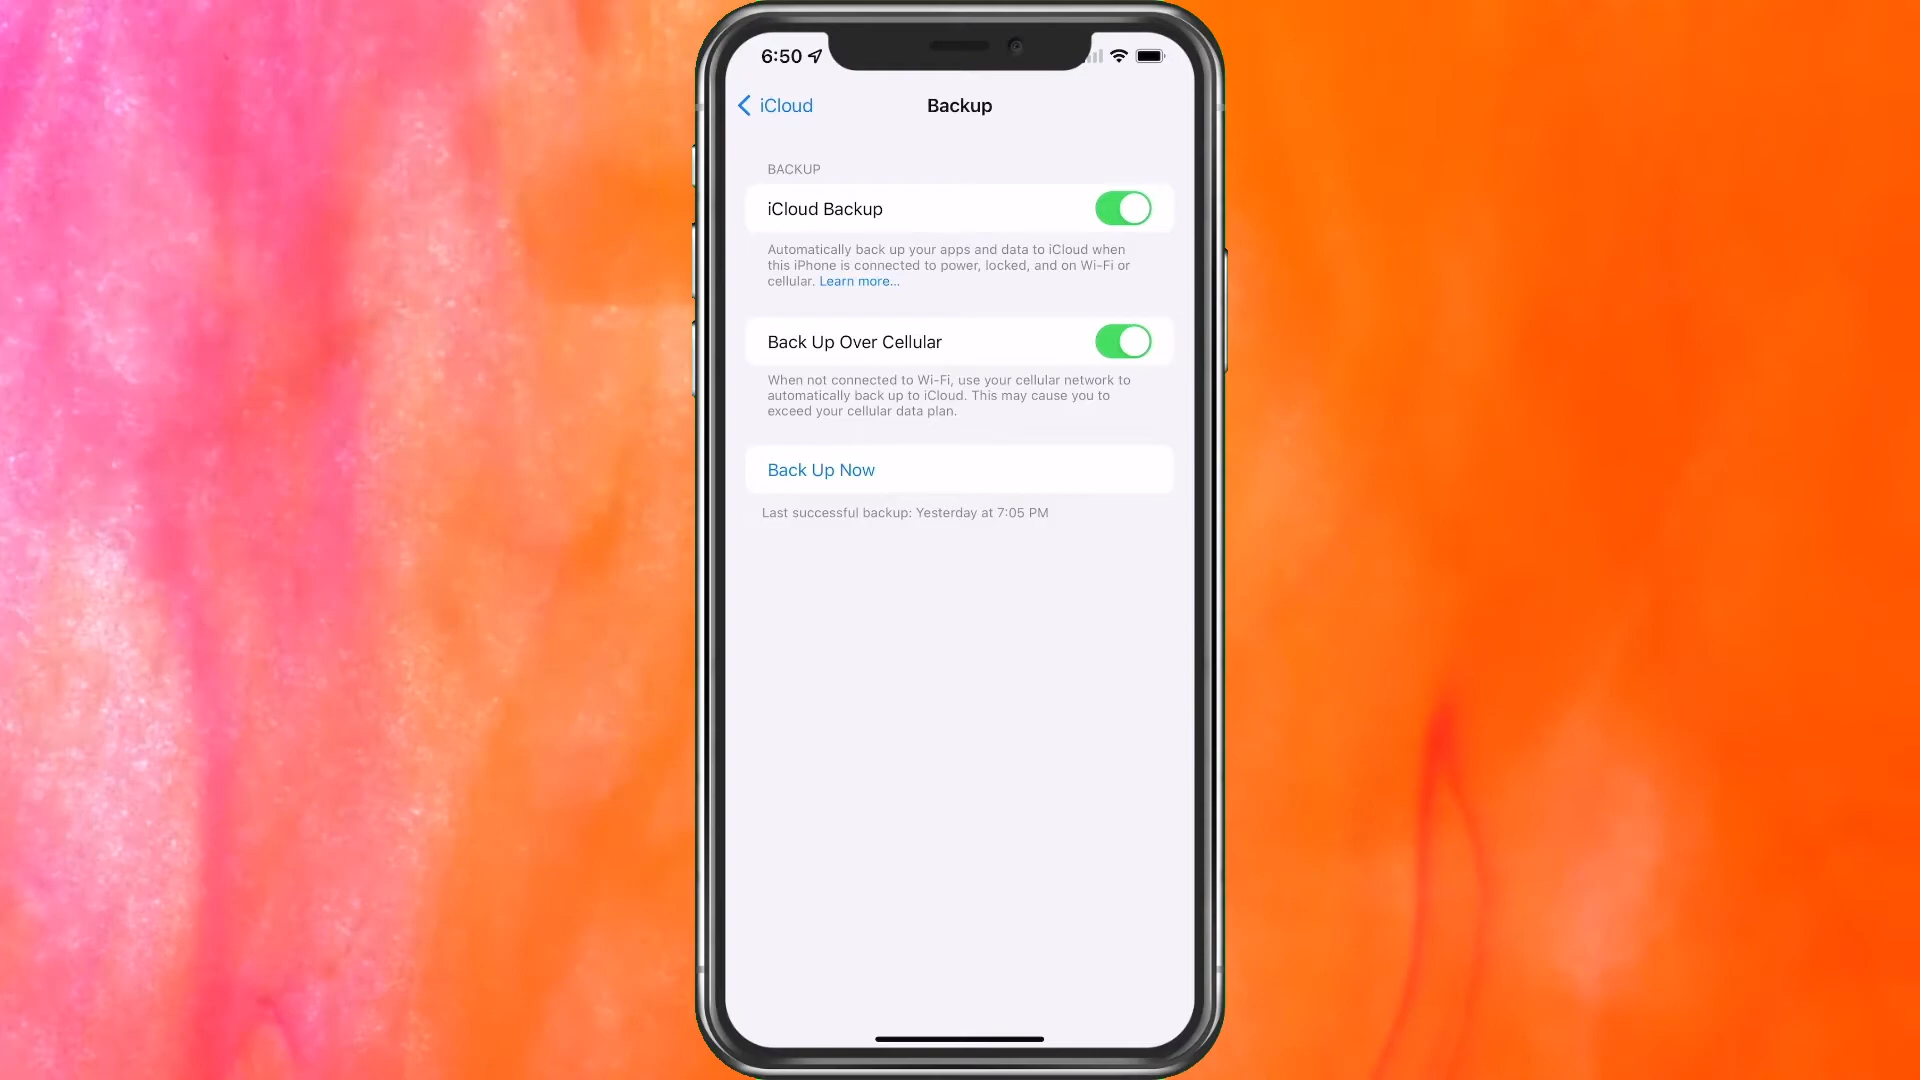 6:50
iCloud
Backup
BACKUP
iCloud Backup
Automatically back up your apps and data to iCloud when
this iPhone is connected to power, locked, and on Wi-Fi or
cellular. Learn more...
Back Up Over Cellular
When not connected to Wi-Fi, use your cellular network to
automatically back up to iCloud. This may cause you to
exceed your cellular data plan.
Back Up Now
Last successful backup: Yesterday at 7:05 PM